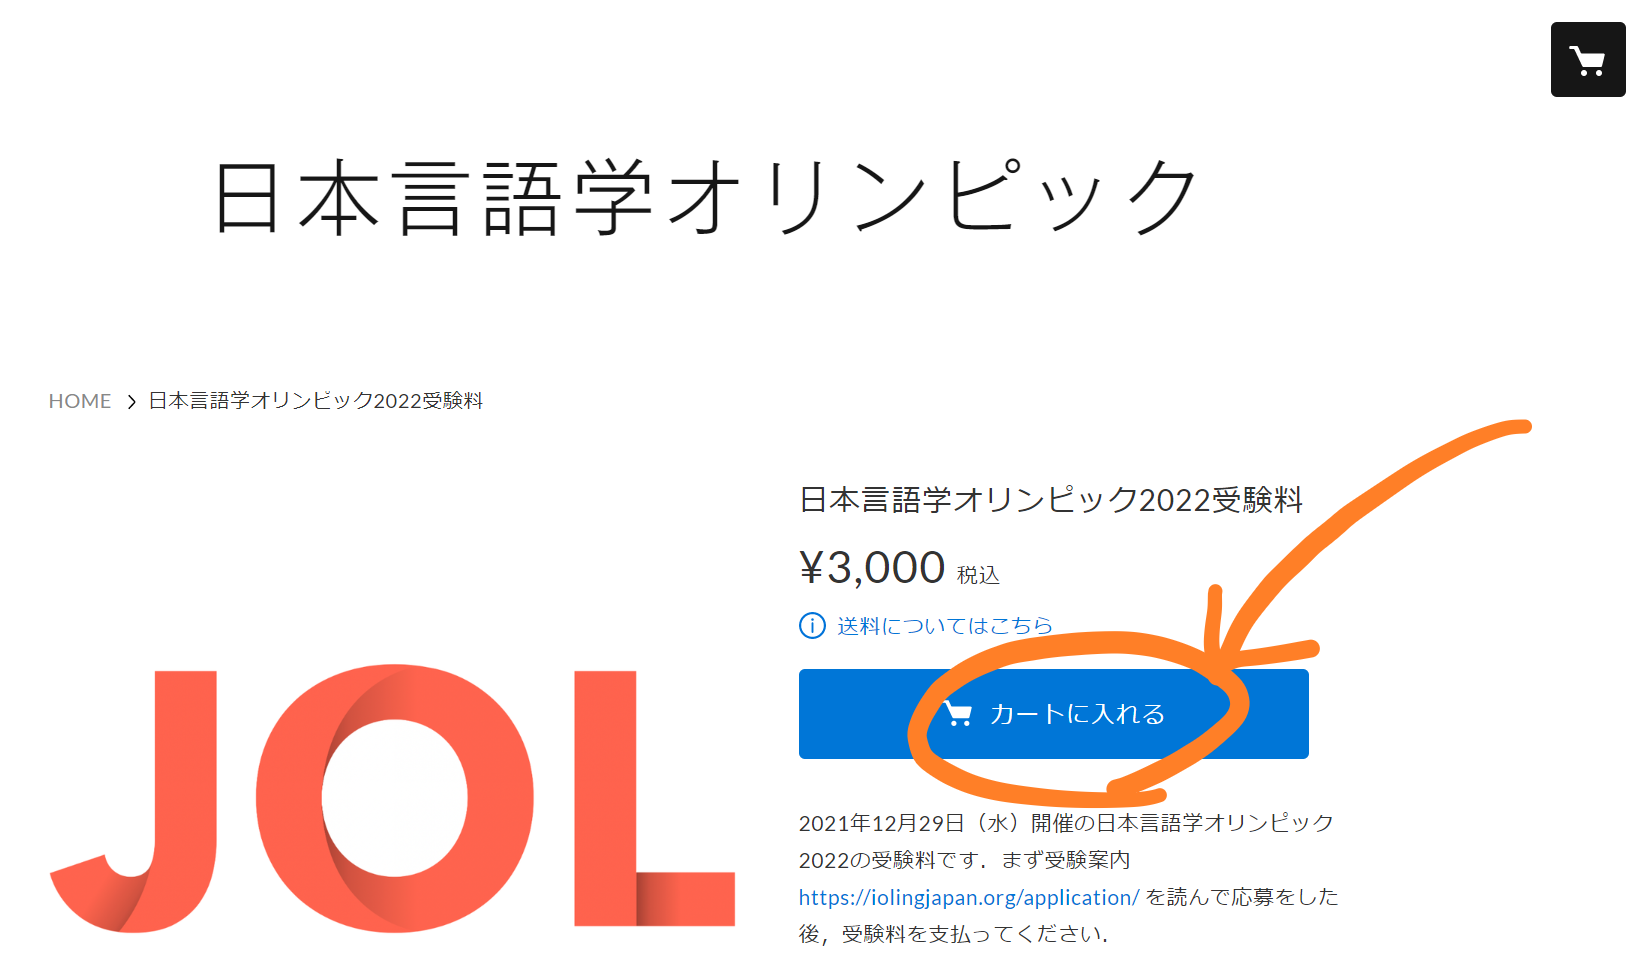 日本言語学オリンピック
HOME > 日本言語学オリンピック2022受験料
日本言語学オリンピック2022受験料
¥3,000 税込
送料についてはこちら
カートに入れる
JOL
2021年12月29日（水）開催の日本言語学オリンピック
2022の受験料です．まず受験案内
https://iolingjapan.org/application/ を読んで応募をした
後，受験料を支払ってください．